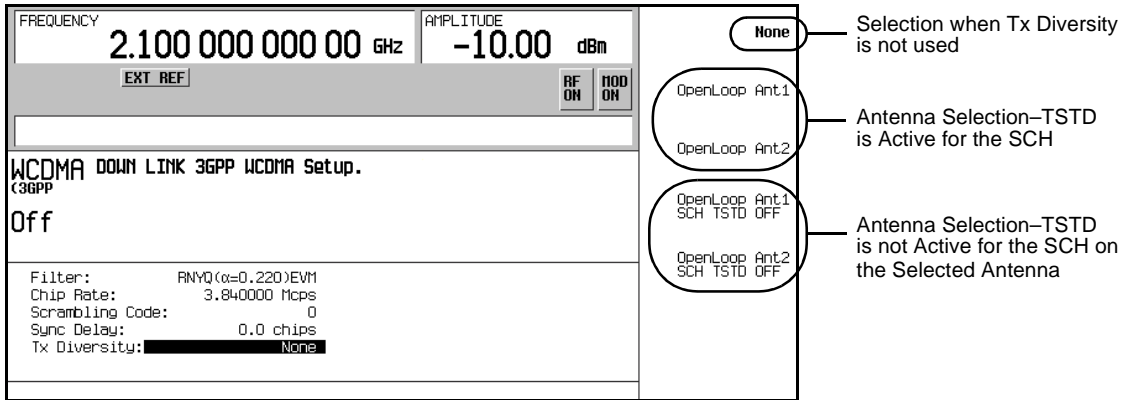 FREQUENCY
2.100 000 000 00 GHz
AMPLITUDE
-10.00 dBm
EXT REF
RF ON
MOD ON
WCDMA DOWN LINK 3GPP WCDMA Setup.
(3GPP
Off
Filter: RNYQ(α=0.220)EVM
Chip Rate: 3.840000 Mcps
Scrambling Code: 0
Sync Delay: 0.0 chips
Tx Diversity: None
None
OpenLoop Ant1
OpenLoop Ant2
OpenLoop Ant1
SCH TSTD OFF
OpenLoop Ant2
SCH TSTD OFF
Selection when Tx Diversity
is not used
Antenna Selection–TSTD
is Active for the SCH
Antenna Selection–TSTD
is not Active for the SCH on
the Selected Antenna